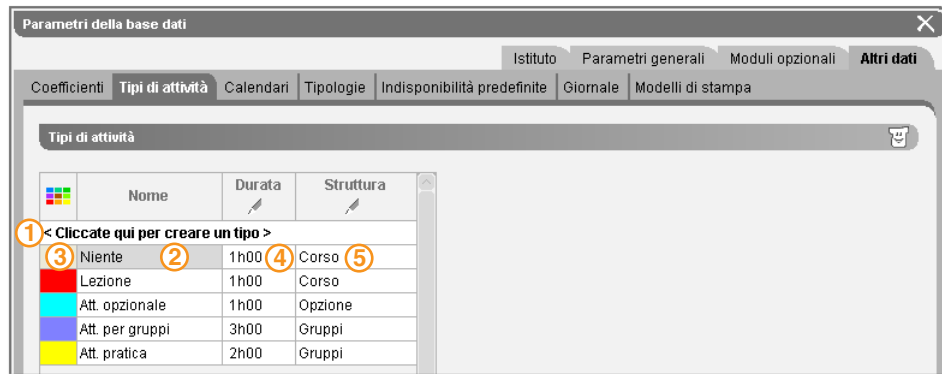 Parametri della base dati
Istituto Parametri generali Moduli opzionali Altri dati
Coefficienti Tipi di attività Calendari Tipologie Indisponibilità predefinite Giornale Modelli di stampa
Tipi di attività
Nome Durata Struttura
1 < Cliccate qui per creare un tipo >
3 Niente 2 1h00 4 Corso 5
Lezione 1h00 Corso
Att. opzionale 1h00 Opzione
Att. per gruppi 3h00 Gruppi
Att. pratica 2h00 Gruppi